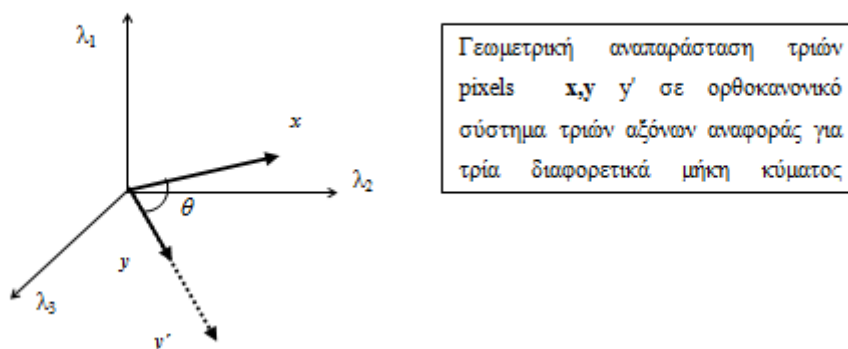 λ1
x
λ2
θ
y
λ3
y´
Γεωμετρική αναπαράσταση τριών
pixels x,y y' σε ορθοκανονικό
σύστημα τριών αξόνων αναφοράς για
τρία διαφορετικά μήκη κύματος